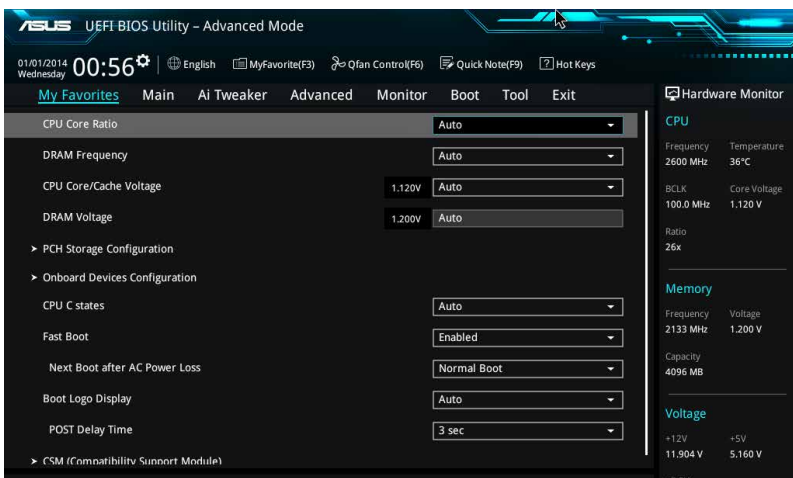 ASUS UEFI BIOS Utility – Advanced Mode
01/01/2014 00:56 English MyFavorite(F3) Qfan Control(F6) Quick Note(F9) ? Hot Keys
Wednesday
My Favorites Main Ai Tweaker Advanced Monitor Boot Tool Exit
CPU Core Ratio Auto
DRAM Frequency Auto
CPU Core/Cache Voltage 1.120V Auto
DRAM Voltage 1.200V Auto
> PCH Storage Configuration
> Onboard Devices Configuration
CPU C states Auto
Fast Boot Enabled
Next Boot after AC Power Loss Normal Boot
Boot Logo Display Auto
POST Delay Time 3 sec
> CSM (Compatibility Support Module)
Hardware Monitor
CPU
Frequency Temperature
2600 MHz 36°C
BCLK Core Voltage
100.0 MHz 1.120 V
Ratio
26x
Memory
Frequency Voltage
2133 MHz 1.200 V
Capacity
4096 MB
Voltage
+12V +5V
11.904 V 5.160 V